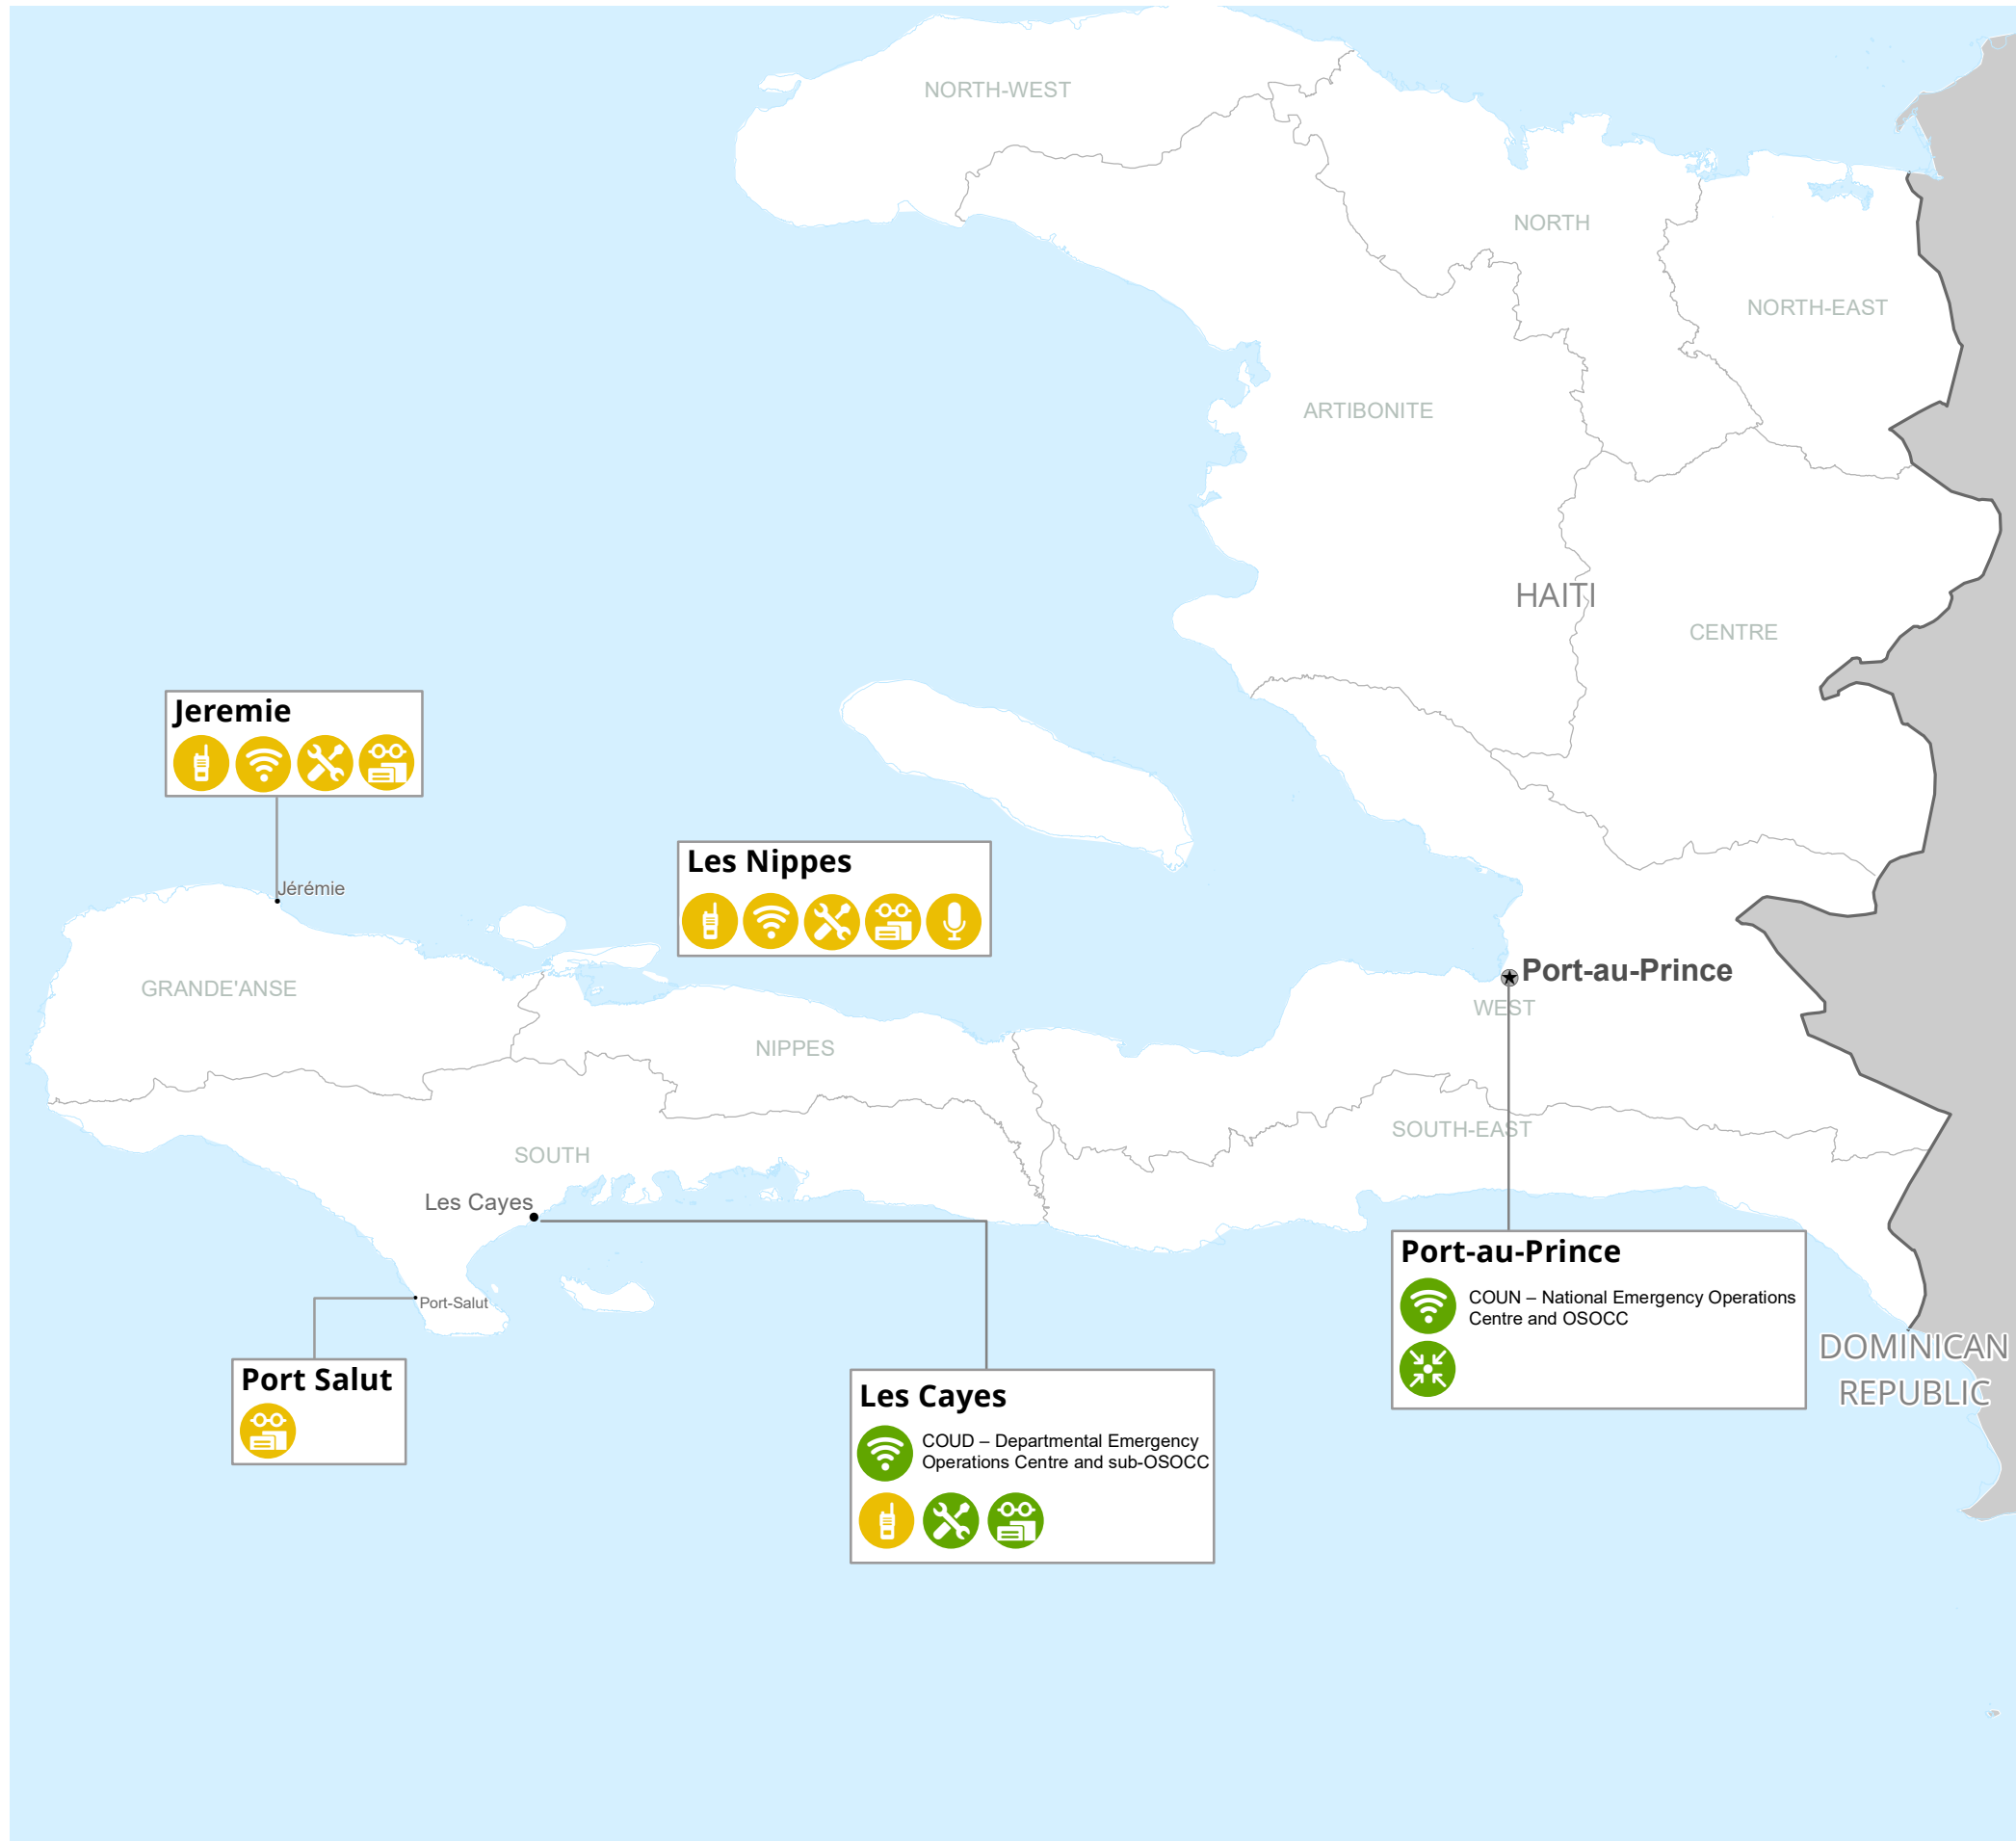 NORTH-WEST
NORTH
NORTH-EAST
ARTIBONITE
HAITI
CENTRE
Jeremie
Jérémie
Les Nippes
GRANDE'ANSE
NIPPES
Port-au-Prince
WEST
SOUTH-EAST
SOUTH
Les Cayes
Port-Salut
Port Salut
Les Cayes
COUD – Departmental Emergency
Operations Centre and sub-OSOCC
Port-au-Prince
COUN – National Emergency Operations
Centre and OSOCC
DOMINICAN
REPUBLIC